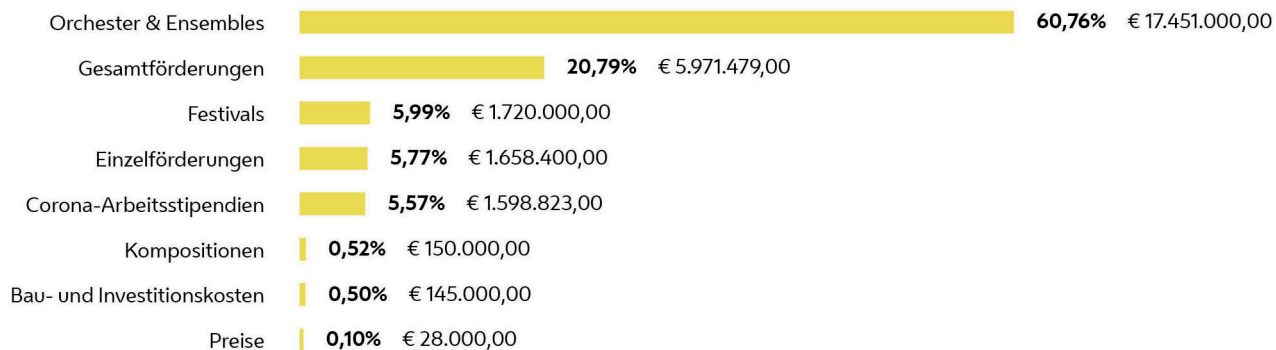 Orchester & Ensembles 60,76% € 17.451.000,00
Gesamtförderungen 20,79% € 5.971.479,00
Festivals 5,99% € 1.720.000,00
Einzelförderungen 5,77% € 1.658.400,00
Corona-Arbeitsstipendien 5,57% € 1.598.823,00
Kompositionen 0,52% € 150.000,00
Bau- und Investitionskosten 0,50% € 145.000,00
Preise 0,10% € 28.000,00